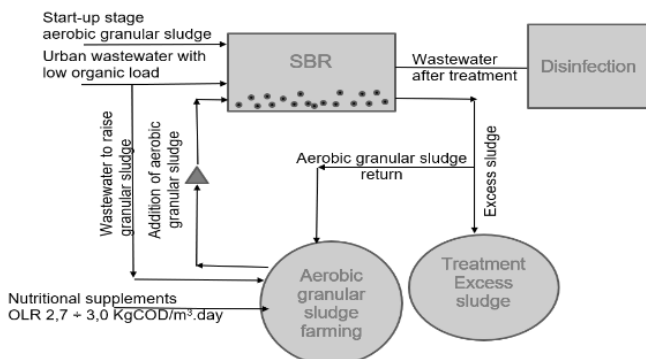 Start-up stage
aerobic granular sludge
Urban wastewater with
low organic load
SBR
Wastewater
after treatment
Disinfection
Wastewater to raise
granular sludge
Addition of aerobic
granular sludge
Aerobic granular sludge
return
Excess sludge
Aerobic
granular
sludge
farming
Treatment
Excess
sludge
Nutritional supplements
OLR 2,7 ÷ 3,0 KgCOD/m³.day